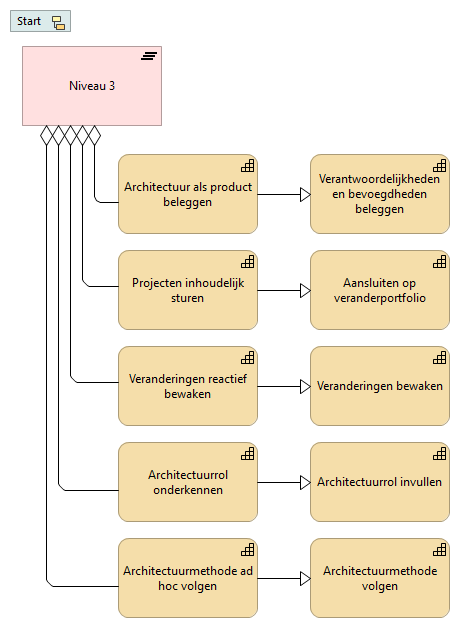 Start
Niveau 3
Architectuur als product
beleggen
Verantwoordelijkheden
en bevoegdheden
beleggen
Projecten inhoudelijk
sturen
Aansluiten op
veranderportfolio
Veranderingen reactief
bewaken
Veranderingen bewaken
Architectuurrol
onderkennen
Architectuurrol invullen
Architectuurmethode ad
hoc volgen
Architectuurmethode
volgen